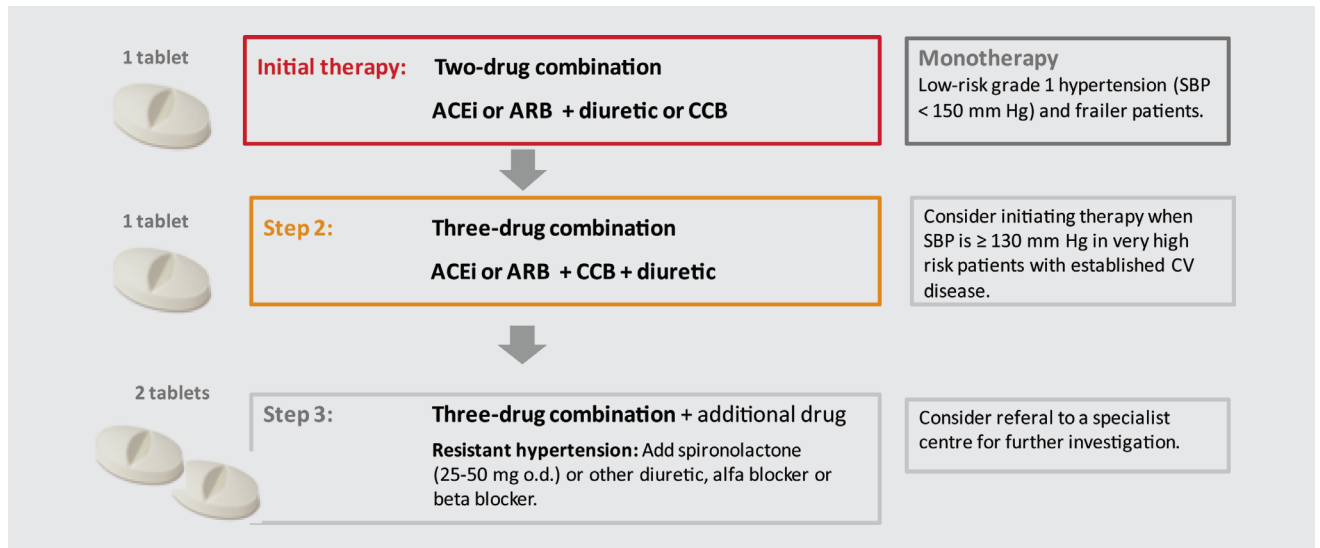 1 tablet
Initial therapy: Two-drug combination
ACEi or ARB + diuretic or CCB
Monotherapy
Low-risk grade 1 hypertension (SBP
< 150 mm Hg) and frailer patients.
1 tablet
Step 2: Three-drug combination
ACEi or ARB + CCB + diuretic
Consider initiating therapy when
SBP is ≥ 130 mm Hg in very high
risk patients with established CV
disease.
2 tablets
Step 3: Three-drug combination + additional drug
Resistant hypertension: Add spironolactone
(25-50 mg o.d.) or other diuretic, alfa blocker or
beta blocker.
Consider referal to a specialist
centre for further investigation.